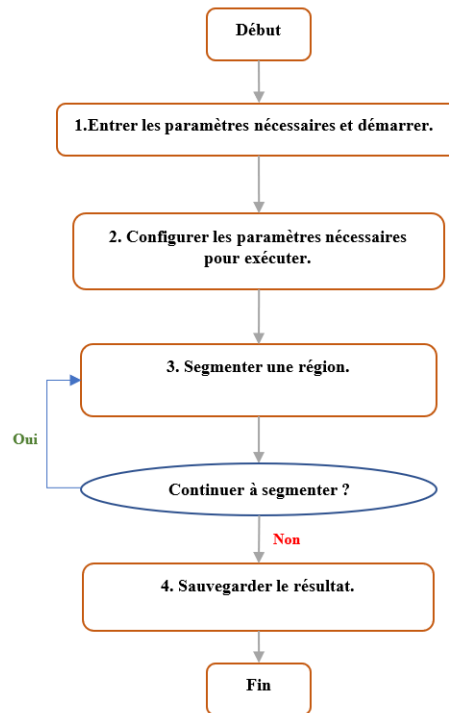 Début
1.Entrer les paramètres nécessaires et démarrer.
2. Configurer les paramètres nécessaires
pour exécuter.
3. Segmenter une région.
Oui
Continuer à segmenter ?
Non
4. Sauvegarder le résultat.
Fin